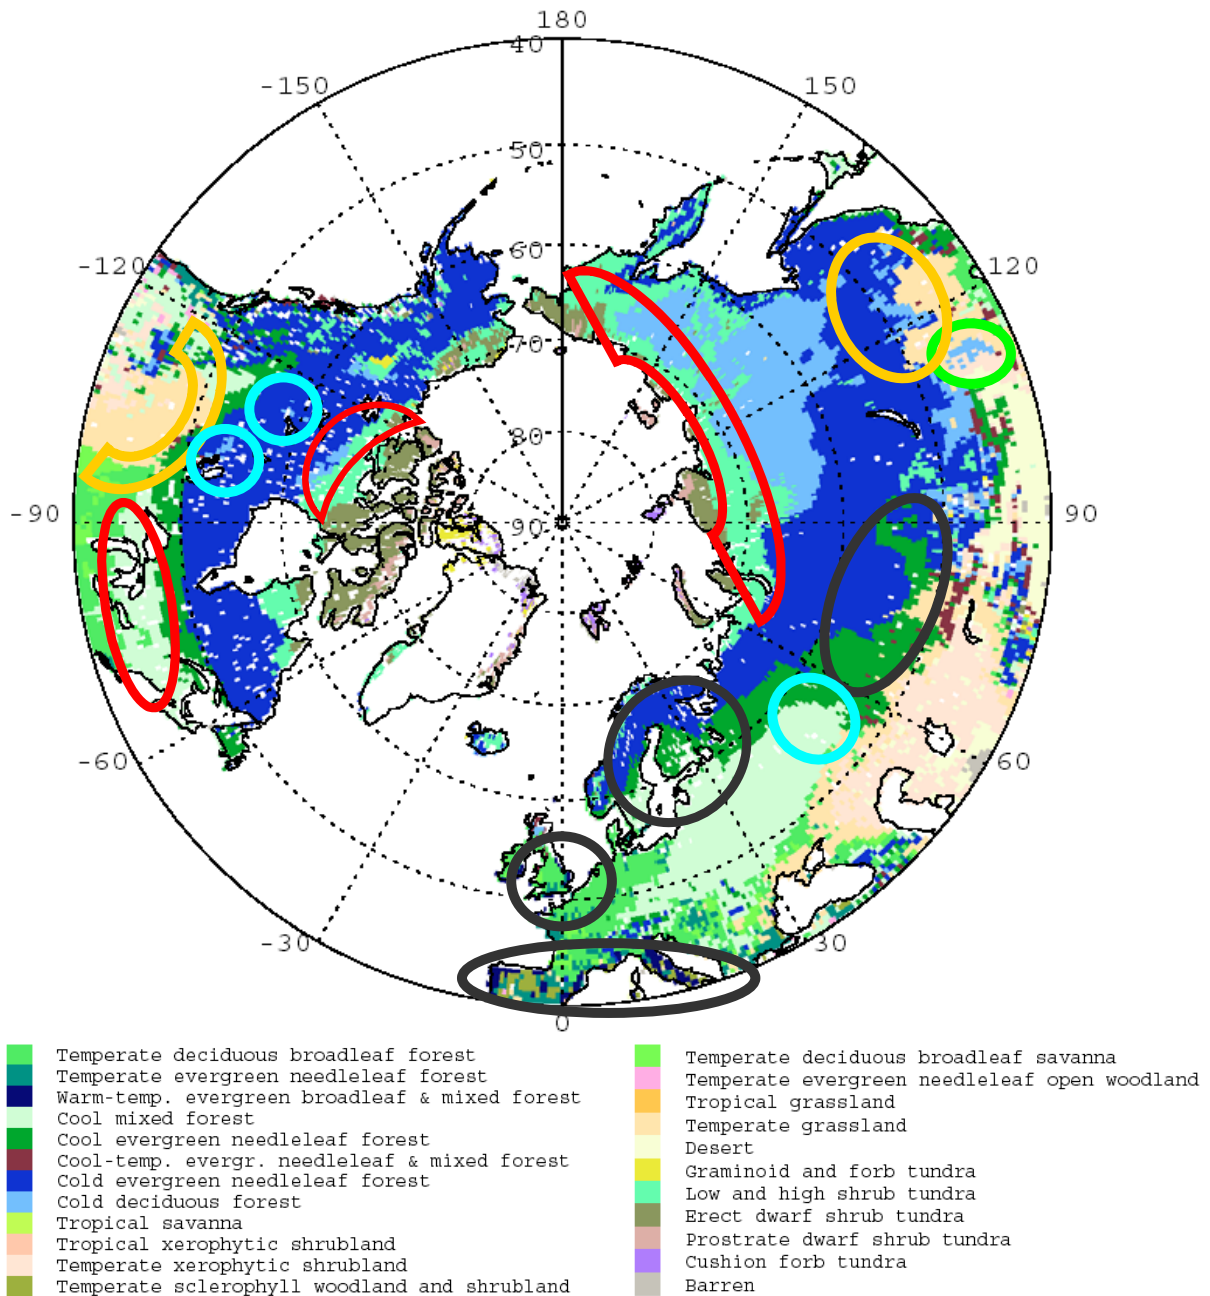 180
40
-150
150
50
60
-120
120
70
80
-90
90
90
-60
60
-30
30
0
Temperate deciduous broadleaf forest
Temperate evergreen needleleaf forest
Warm-temp. evergreen broadleaf & mixed forest
Cool mixed forest
Cool evergreen needleleaf forest
Cool-temp. evergr. needleleaf & mixed forest
Cold evergreen needleleaf forest
Cold deciduous forest
Tropical savanna
Tropical xerophytic shrubland
Temperate xerophytic shrubland
Temperate sclerophyll woodland and shrubland
Temperate deciduous broadleaf savanna
Temperate evergreen needleleaf open woodland
Tropical grassland
Temperate grassland
Desert
Graminoid and forb tundra
Low and high shrub tundra
Erect dwarf shrub tundra
Prostrate dwarf shrub tundra
Cushion forb tundra
Barren